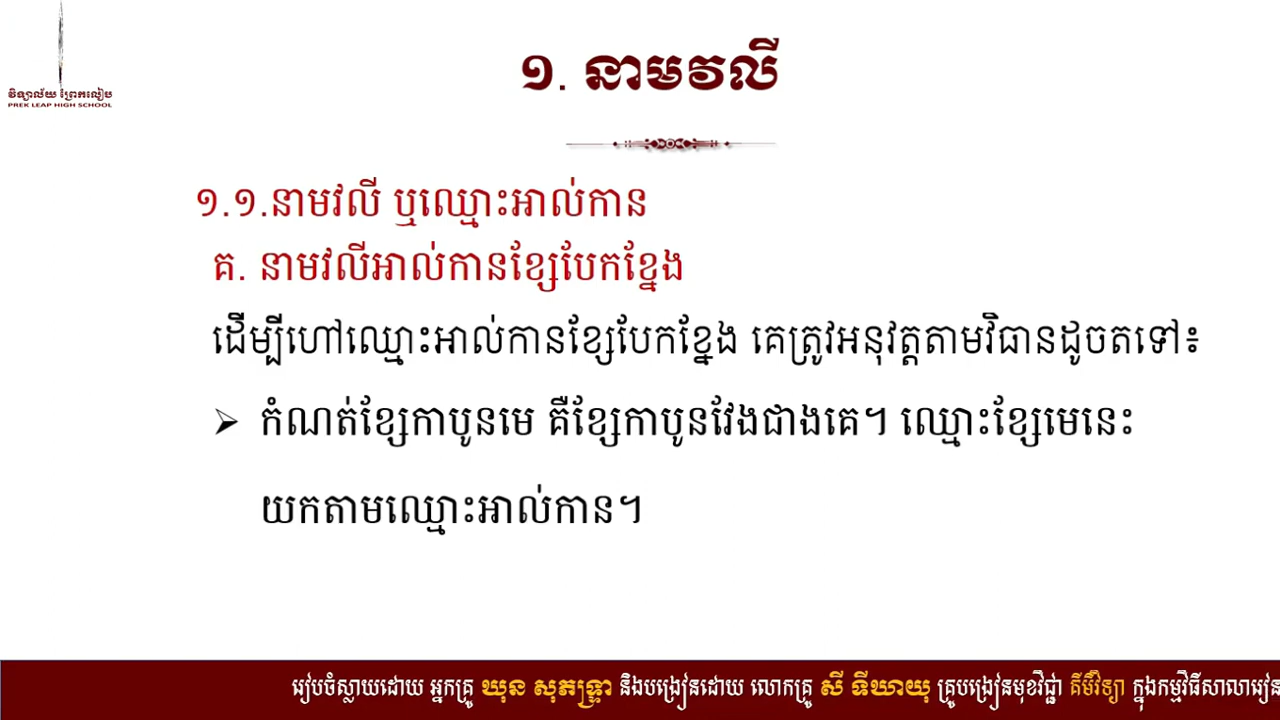 វិទ្យាល័យ ព្រែកលៀប
PREK LEAP HIGH SCHOOL
១. នាមវលី
១.១.នាមវលី ឬឈ្មោះអាល់កាន
គ. នាមវលីអាល់កានខ្សែបែកខ្នែង
ដើម្បីហៅឈ្មោះអាល់កានខ្សែបែកខ្នែង គេត្រូវអនុវត្តតាមវិធានដូចតទៅ៖
➢ កំណត់ខ្សែកាបូនមេ គឺខ្សែកាបូនវែងជាងគេ។ ឈ្មោះខ្សែមេនេះ
យកតាមឈ្មោះអាល់កាន។
រៀបចំស្លាយដោយ អ្នកគ្រូ ឃុន សុភន្ទ្រា និងបង្រៀនដោយ លោកគ្រូ សី ទីឃាយុ គ្រូបង្រៀនមុខវិជ្ជា គីមីវិទ្យា ក្នុងកម្មវិធីសាលារៀន